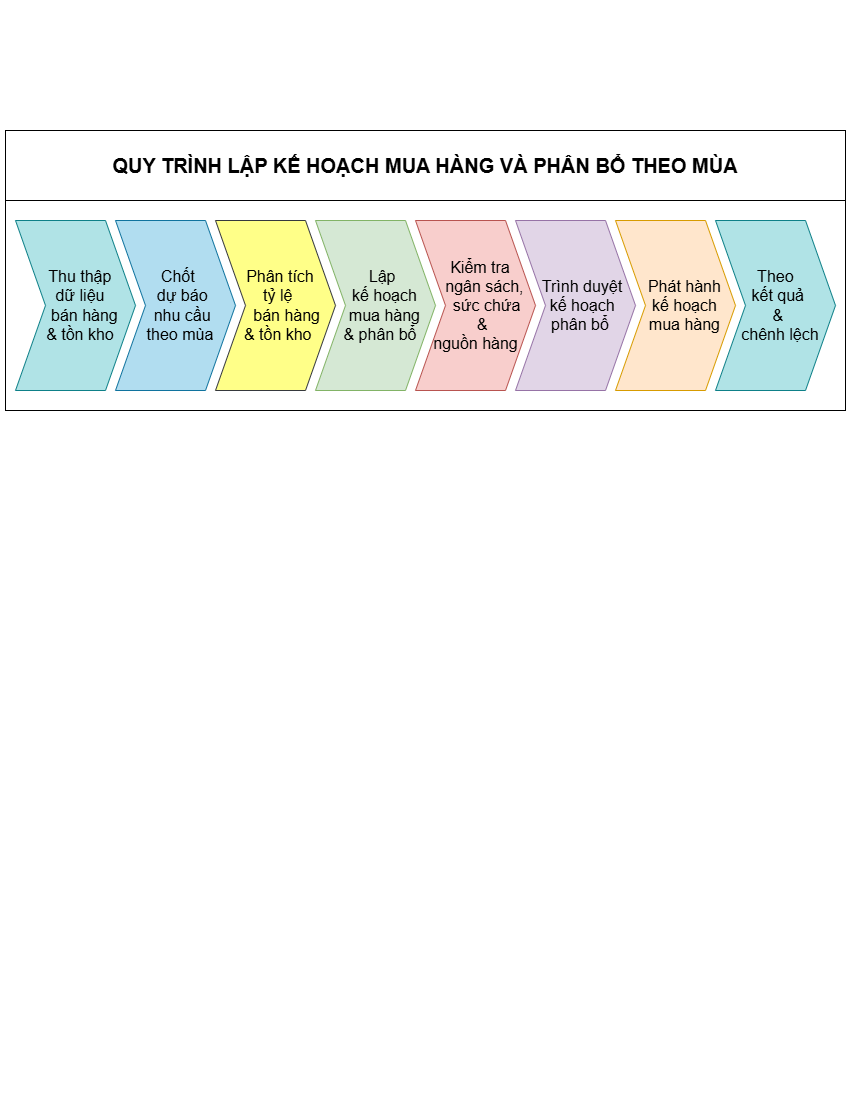 QUY TRÌNH LẬP KẾ HOẠCH MUA HÀNG VÀ PHÂN BỔ THEO MÙA
Thu thập
dữ liệu
bán hàng
& tồn kho
Chốt
dự báo
nhu cầu
theo mùa
Phân tích
tỷ lệ
bán hàng
& tồn kho
Lập
kế hoạch
mua hàng
& phân bổ
Kiểm tra
ngân sách,
sức chứa
&
nguồn hàng
Trình duyệt
kế hoạch
phân bổ
Phát hành
kế hoạch
mua hàng
Theo
kết quả
&
chênh lệch